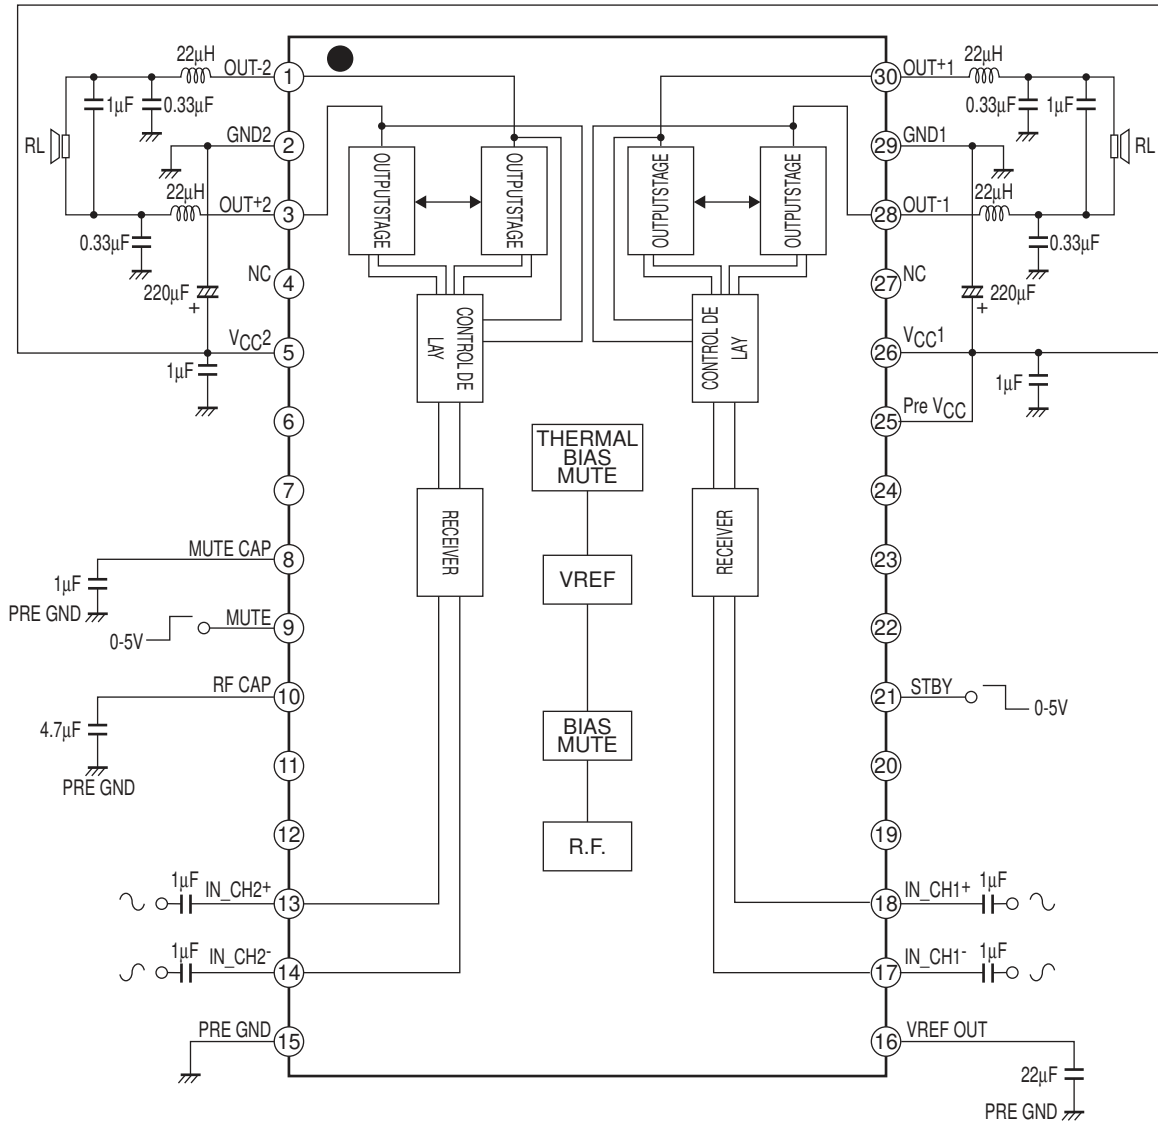 22µH
OUT-2
1
30
OUT+1
22µH
1µF
0.33µF
0.33µF
1µF
RL
GND2
2
29
GND1
RL
22µH
OUT+2
3
OUTPUTSTAGE
OUTPUTSTAGE
OUTPUTSTAGE
OUTPUTSTAGE
28
OUT-1
22µH
0.33µF
0.33µF
NC
4
27
NC
220µF
+
220µF
+
VCC2
5
CONTROL DE
LAY
CONTROL DE
LAY
26
VCC1
1µF
1µF
6
25
Pre VCC
THERMAL
BIAS
MUTE
7
24
RECEIVER
RECEIVER
MUTE CAP
8
23
1µF
VREF
PRE GND
MUTE
9
22
0-5V
RF CAP
10
21
STBY
0-5V
4.7µF
BIAS
MUTE
PRE GND
11
20
12
19
R.F.
1µF
IN_CH2+
13
18
IN_CH1+
1µF
1µF
IN_CH2-
14
17
IN_CH1-
1µF
PRE GND
15
16
VREF OUT
22µF
PRE GND